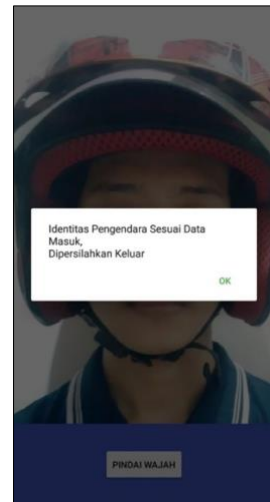 Identitas Pengendara Sesuai Data
Masuk,
Dipersilahkan Keluar
OK
PINDAI WAJAH